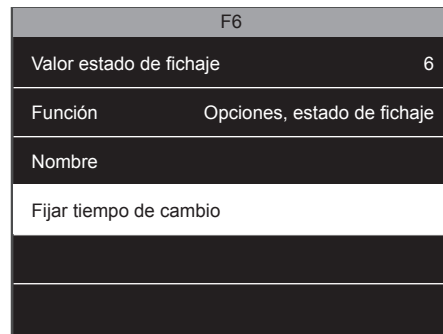 F6
Valor estado de fichaje 6
Función Opciones, estado de fichaje
Nombre
Fijar tiempo de cambio